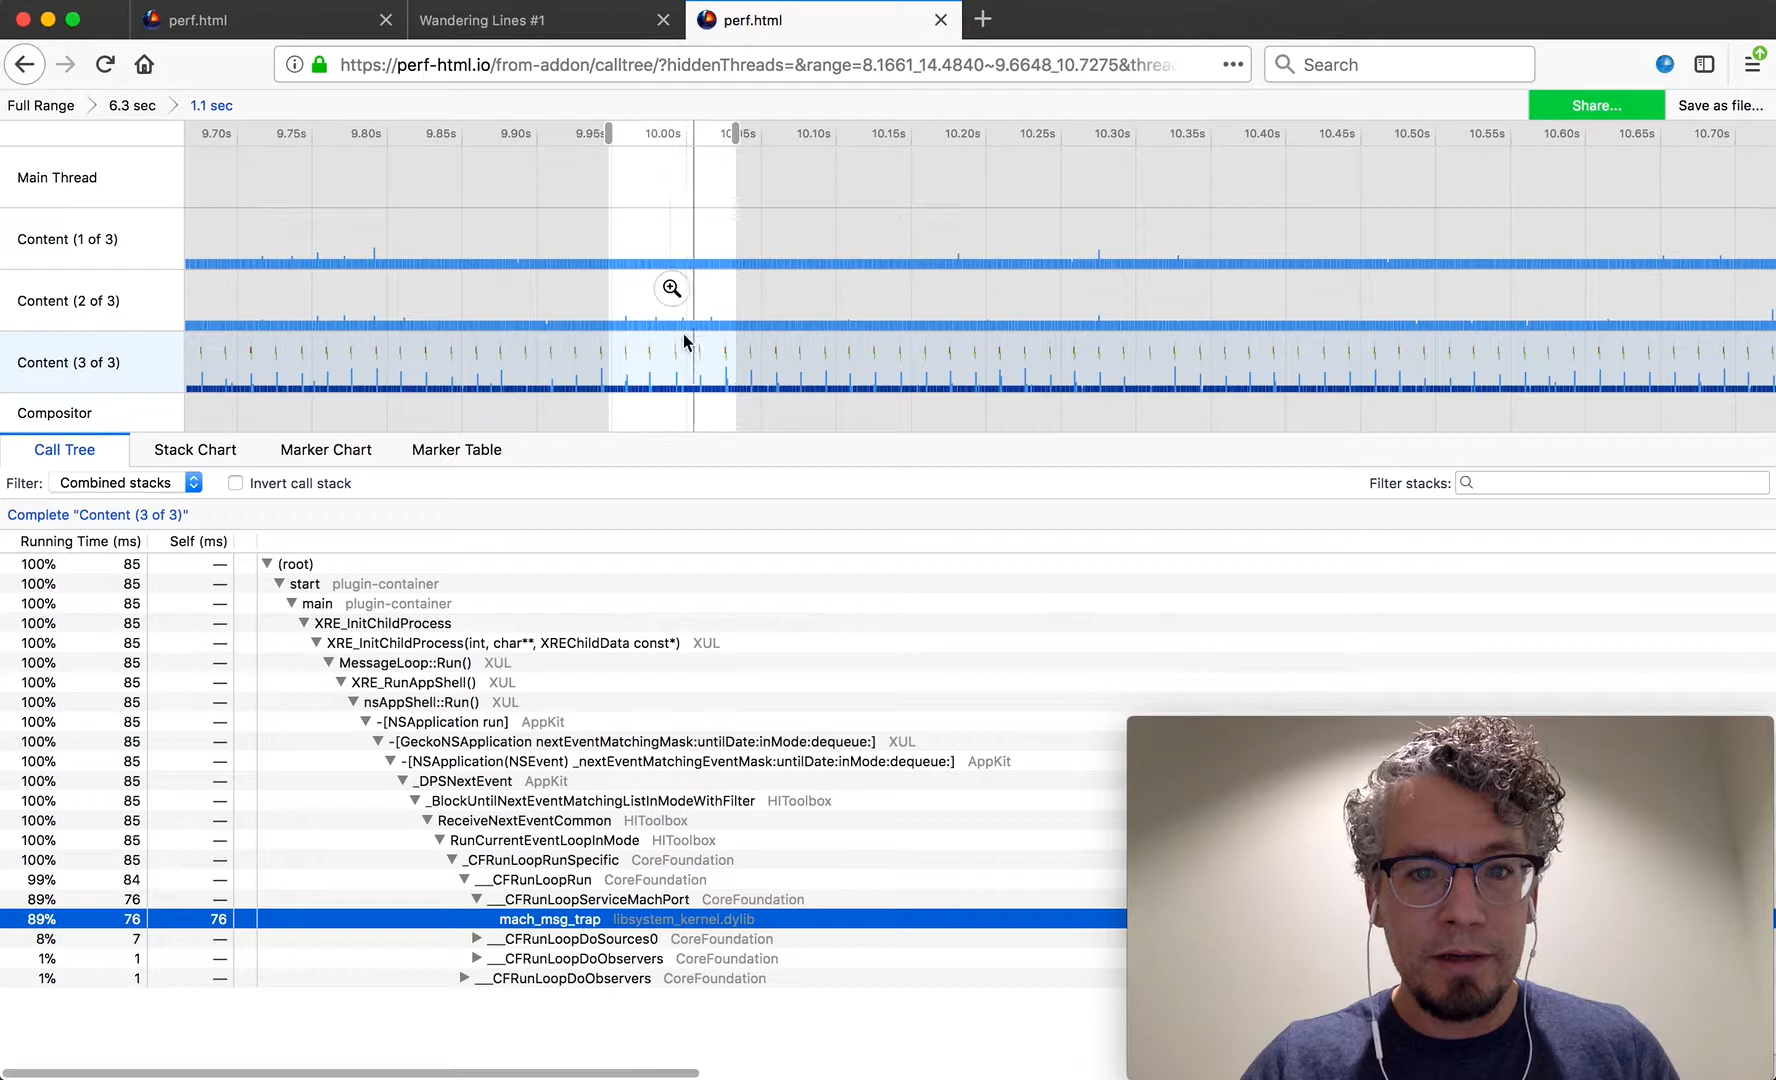 perf.html
Wandering Lines #1
perf.html
https://perf-html.io/from-addon/calltree/?hiddenThreads=&range=8.1661_14.4840~9.6648_10.7275&threa
Search
Full Range 6.3 sec 1.1 sec
Share...
Save as file...
9.70s 9.75s 9.80s 9.85s 9.90s 9.95s 10.00s 10.05s 10.10s 10.15s 10.20s 10.25s 10.30s 10.35s 10.40s 10.45s 10.50s 10.55s 10.60s 10.65s 10.70s
Main Thread
Content (1 of 3)
Content (2 of 3)
Content (3 of 3)
Compositor
Call Tree Stack Chart Marker Chart Marker Table
Filter: Combined stacks Invert call stack Filter stacks:
Complete "Content (3 of 3)"
Running Time (ms) Self (ms)
100% 85 — (root)
100% 85 — start plugin-container
100% 85 — main plugin-container
100% 85 — XRE_InitChildProcess
100% 85 — XRE_InitChildProcess(int, char**, XREChildData const*) XUL
100% 85 — MessageLoop::Run() XUL
100% 85 — XRE_RunAppShell() XUL
100% 85 — nsAppShell::Run() XUL
100% 85 — -[NSApplication run] AppKit
100% 85 — -[GeckoNSApplication nextEventMatchingMask:untilDate:inMode:dequeue:] XUL
100% 85 — -[NSApplication(NSEvent) _nextEventMatchingEventMask:untilDate:inMode:dequeue:] AppKit
100% 85 — _DPSNextEvent AppKit
100% 85 — _BlockUntilNextEventMatchingListInModeWithFilter HIToolbox
100% 85 — ReceiveNextEventCommon HIToolbox
100% 85 — RunCurrentEventLoopInMode HIToolbox
100% 85 — _CFRunLoopRunSpecific CoreFoundation
99% 84 — __CFRunLoopRun CoreFoundation
89% 76 — __CFRunLoopServiceMachPort CoreFoundation
89% 76 76 mach_msg_trap libsystem_kernel.dylib
8% 7 — __CFRunLoopDoSources0 CoreFoundation
1% 1 — __CFRunLoopDoObservers CoreFoundation
1% 1 — __CFRunLoopDoObservers CoreFoundation